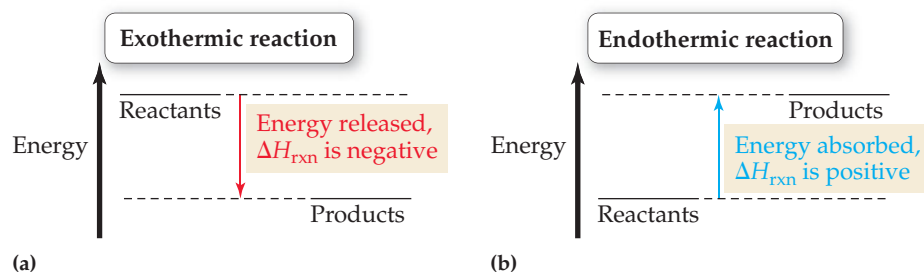 Exothermic reaction
Energy
Reactants
Energy released,
ΔHrxn is negative
Products
(a)
Endothermic reaction
Energy
Products
Energy absorbed,
ΔHrxn is positive
Reactants
(b)